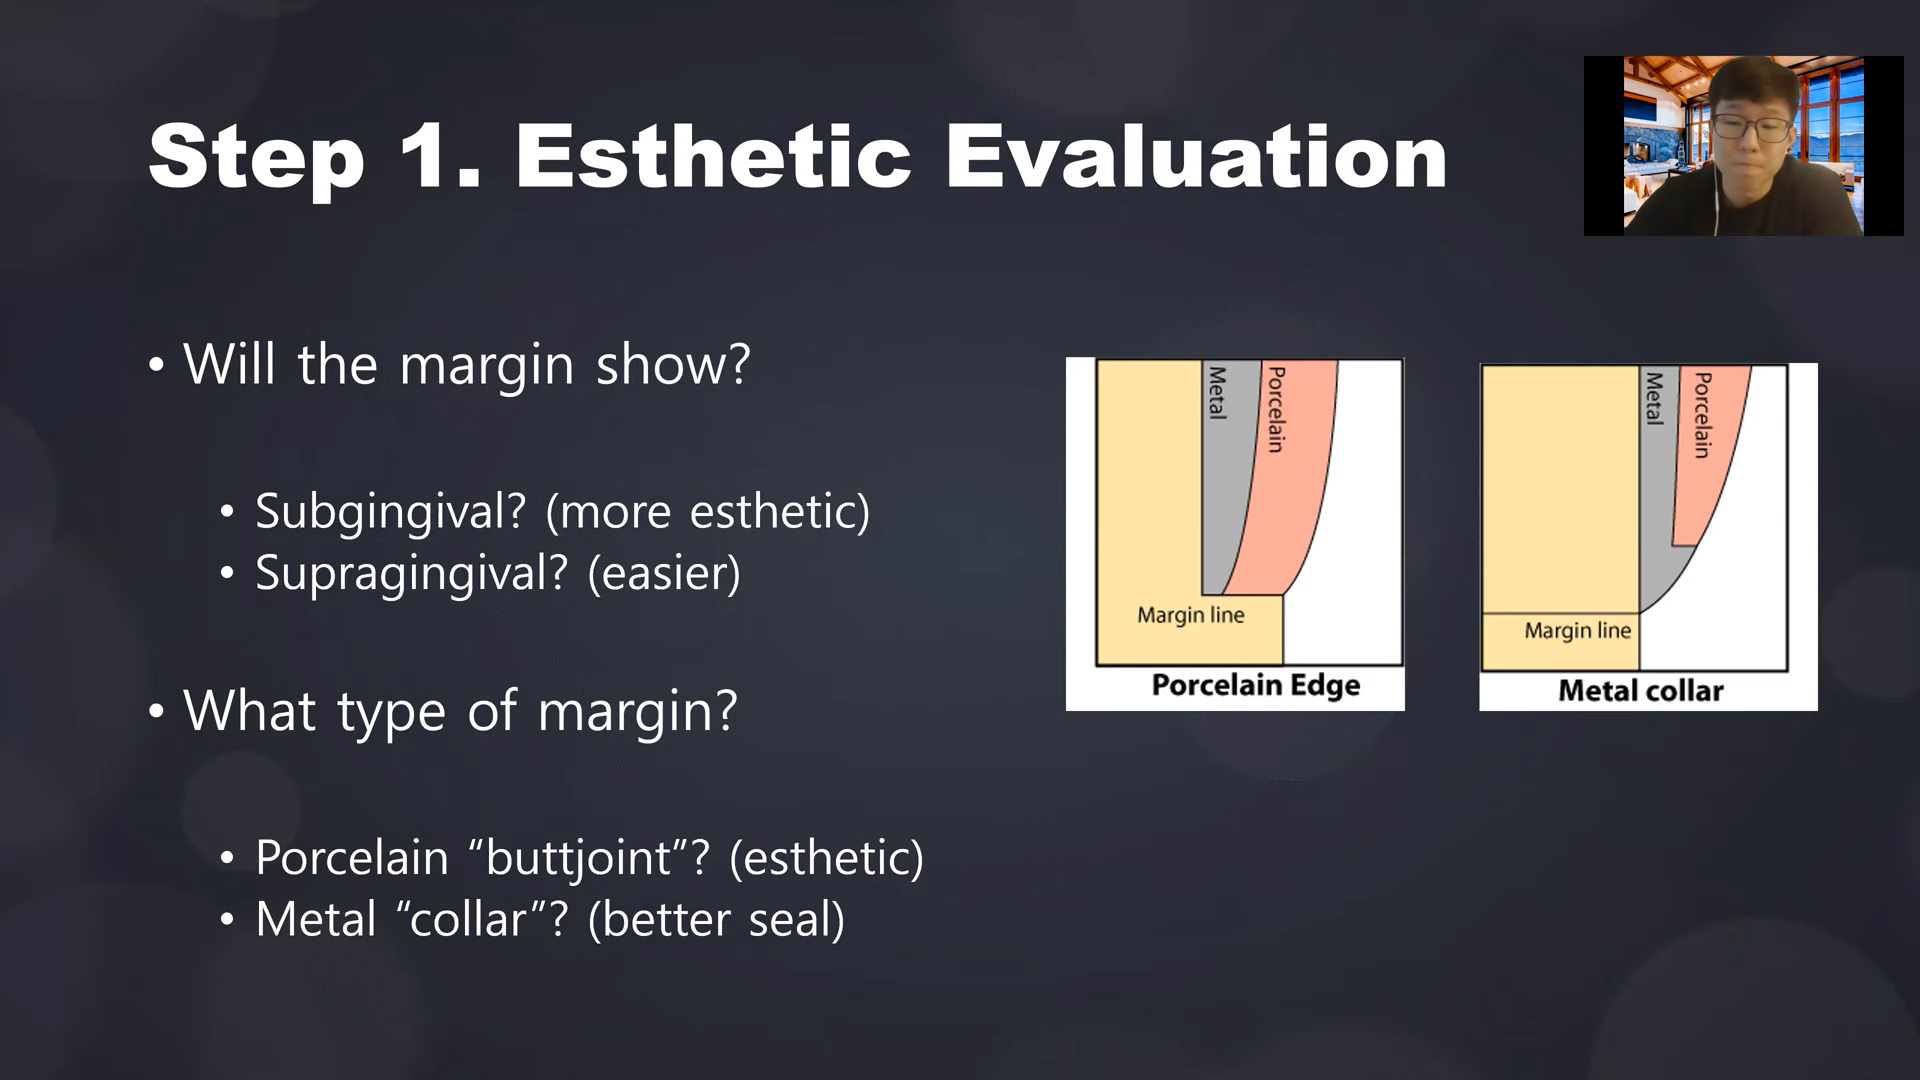 Step 1. Esthetic Evaluation
• Will the margin show?
• Subgingival? (more esthetic)
• Supragingival? (easier)
• What type of margin?
• Porcelain “buttjoint”? (esthetic)
• Metal “collar”? (better seal)
Metal
Porcelain
Margin line
Porcelain Edge
Metal
Porcelain
Margin line
Metal collar